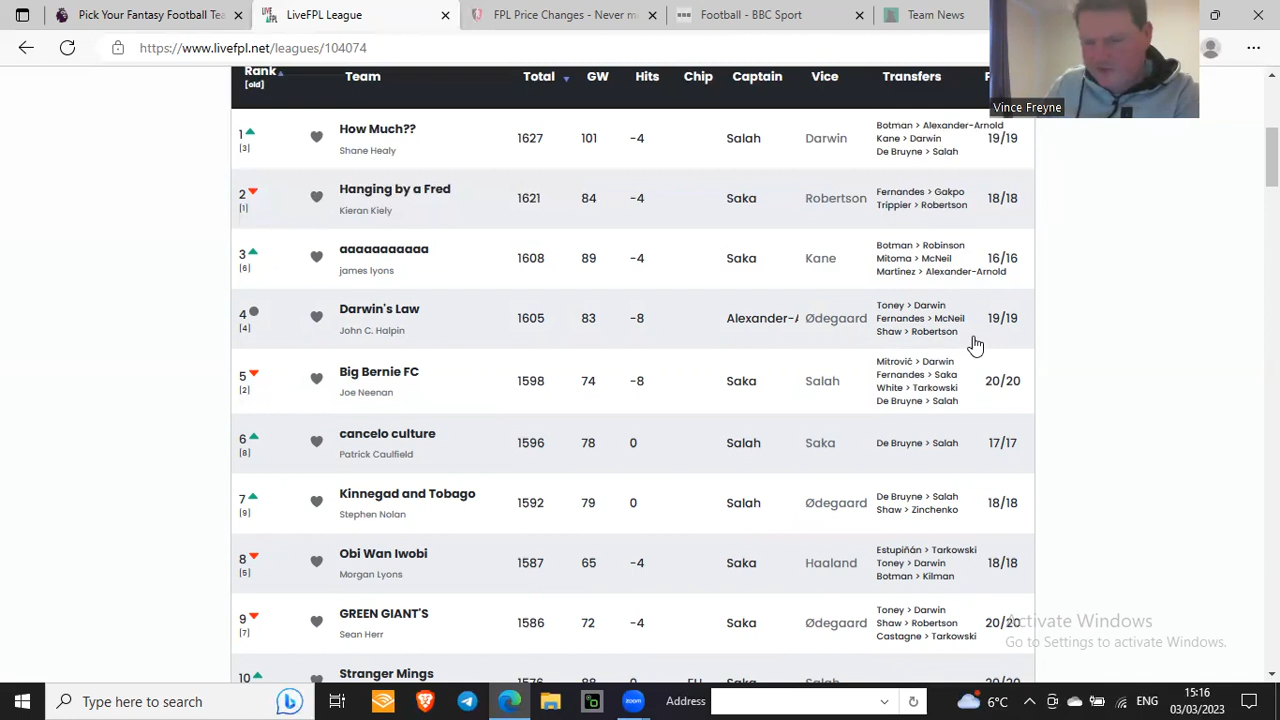 Pick Your Fantasy Football Tea
LiveFPL League
FPL Price Changes - Never m
Football - BBC Sport
Team News
https://www.livefpl.net/leagues/104074
Vince Freyne
Rank Team Total GW Hits Chip Captain Vice Transfers
[old]
1 How Much?? 1627 101 -4 Salah Darwin Botman > Alexander-Arnold 19/19
[3] Shane Healy Kane > Darwin
De Bruyne > Salah
2 Hanging by a Fred 1621 84 -4 Saka Robertson Fernandes > Gakpo 18/18
[1] Kieran Kiely Trippier > Robertson
3 aaaaaaaaaaa 1608 89 -4 Saka Kane Botman > Robinson 16/16
[6] james lyons Mitoma > McNeil
Martínez > Alexander-Arnold
4 Darwin's Law 1605 83 -8 Alexander-A Ødegaard Toney > Darwin 19/19
[4] John C. Halpin Fernandes > McNeil
Shaw > Robertson
5 Big Bernie FC 1598 74 -8 Saka Salah Mitrović > Darwin 20/20
[2] Joe Neenan Fernandes > Saka
White > Tarkowski
De Bruyne > Salah
6 cancelo culture 1596 78 0 Salah Saka De Bruyne > Salah 17/17
[8] Patrick Caulfield
7 Kinnegad and Tobago 1592 79 0 Salah Ødegaard De Bruyne > Salah 18/18
[9] Stephen Nolan Shaw > Zinchenko
8 Obi Wan Iwobi 1587 65 -4 Saka Haaland Estupiñán > Tarkowski 18/18
[5] Morgan Lyons Toney > Darwin
Botman > Kilman
9 GREEN GIANT'S 1586 72 -4 Saka Ødegaard Toney > Darwin 20/20
[7] Sean Herr Shaw > Robertson
Castagne > Tarkowski
10 Stranger Mings
Activate Windows
Go to Settings to activate Windows.
Type here to search
zoom
Address
6°C
ENG
15:16
03/03/2023